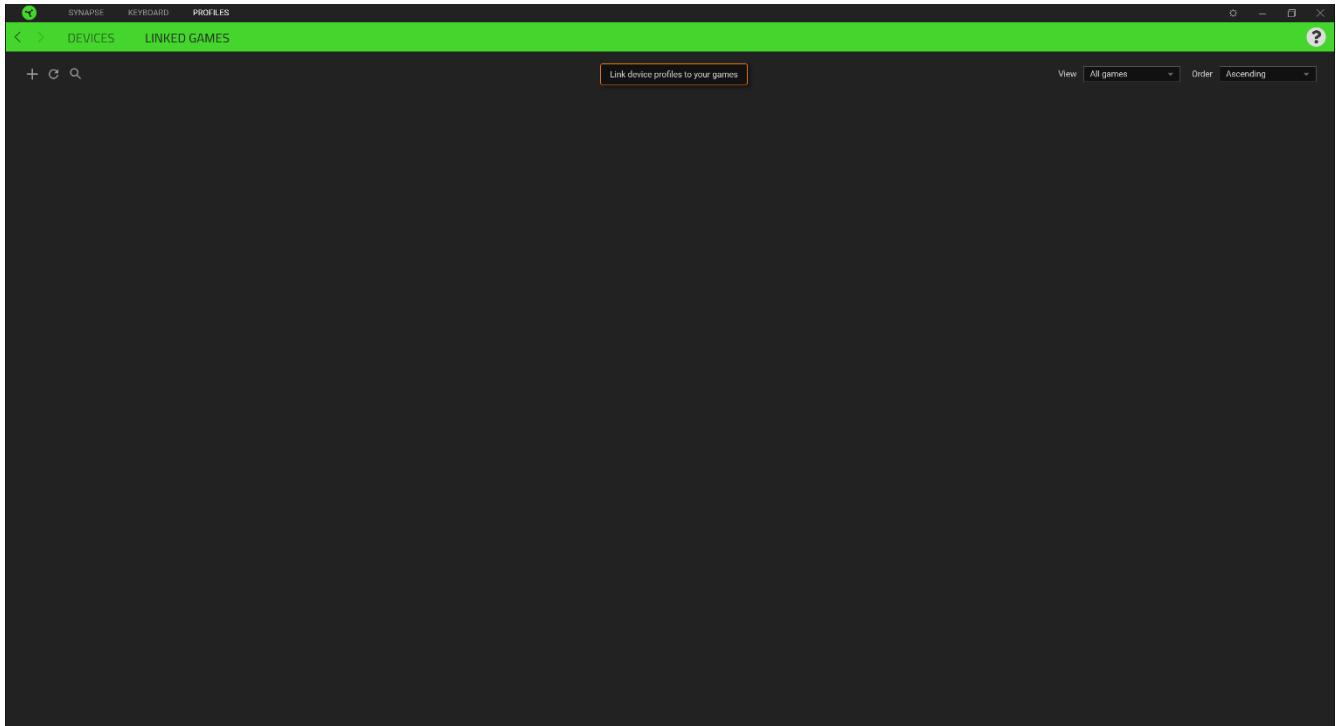 SYNAPSE KEYBOARD PROFILES
DEVICES LINKED GAMES ?
Link device profiles to your games View All games Order Ascending